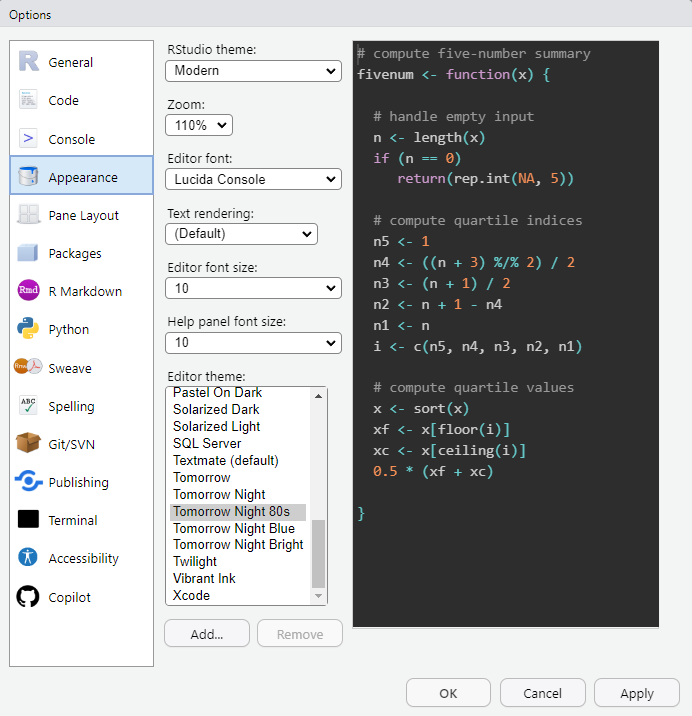 Options
General
Code
Console
Appearance
Pane Layout
Packages
Rmd
R Markdown
Python
Rnw
Sweave
ABC
Spelling
Git/SVN
Publishing
Terminal
Accessibility
Copilot
RStudio theme:
Modern
Zoom:
110%
Editor font:
Lucida Console
Text rendering:
(Default)
Editor font size:
10
Help panel font size:
10
Editor theme:
Pastel On Dark
Solarized Dark
Solarized Light
SQL Server
Textmate (default)
Tomorrow
Tomorrow Night
Tomorrow Night 80s
Tomorrow Night Blue
Tomorrow Night Bright
Twilight
Vibrant Ink
Xcode
Add...
Remove
# compute five-number summary
fivenum <- function(x) {
# handle empty input
n <- length(x)
if (n == 0)
return(rep.int(NA, 5))
# compute quartile indices
n5 <- 1
n4 <- ((n + 3) %/% 2) / 2
n3 <- (n + 1) / 2
n2 <- n + 1 - n4
n1 <- n
i <- c(n5, n4, n3, n2, n1)
# compute quartile values
x <- sort(x)
xf <- x[floor(i)]
xc <- x[ceiling(i)]
0.5 * (xf + xc)
}
OK
Cancel
Apply